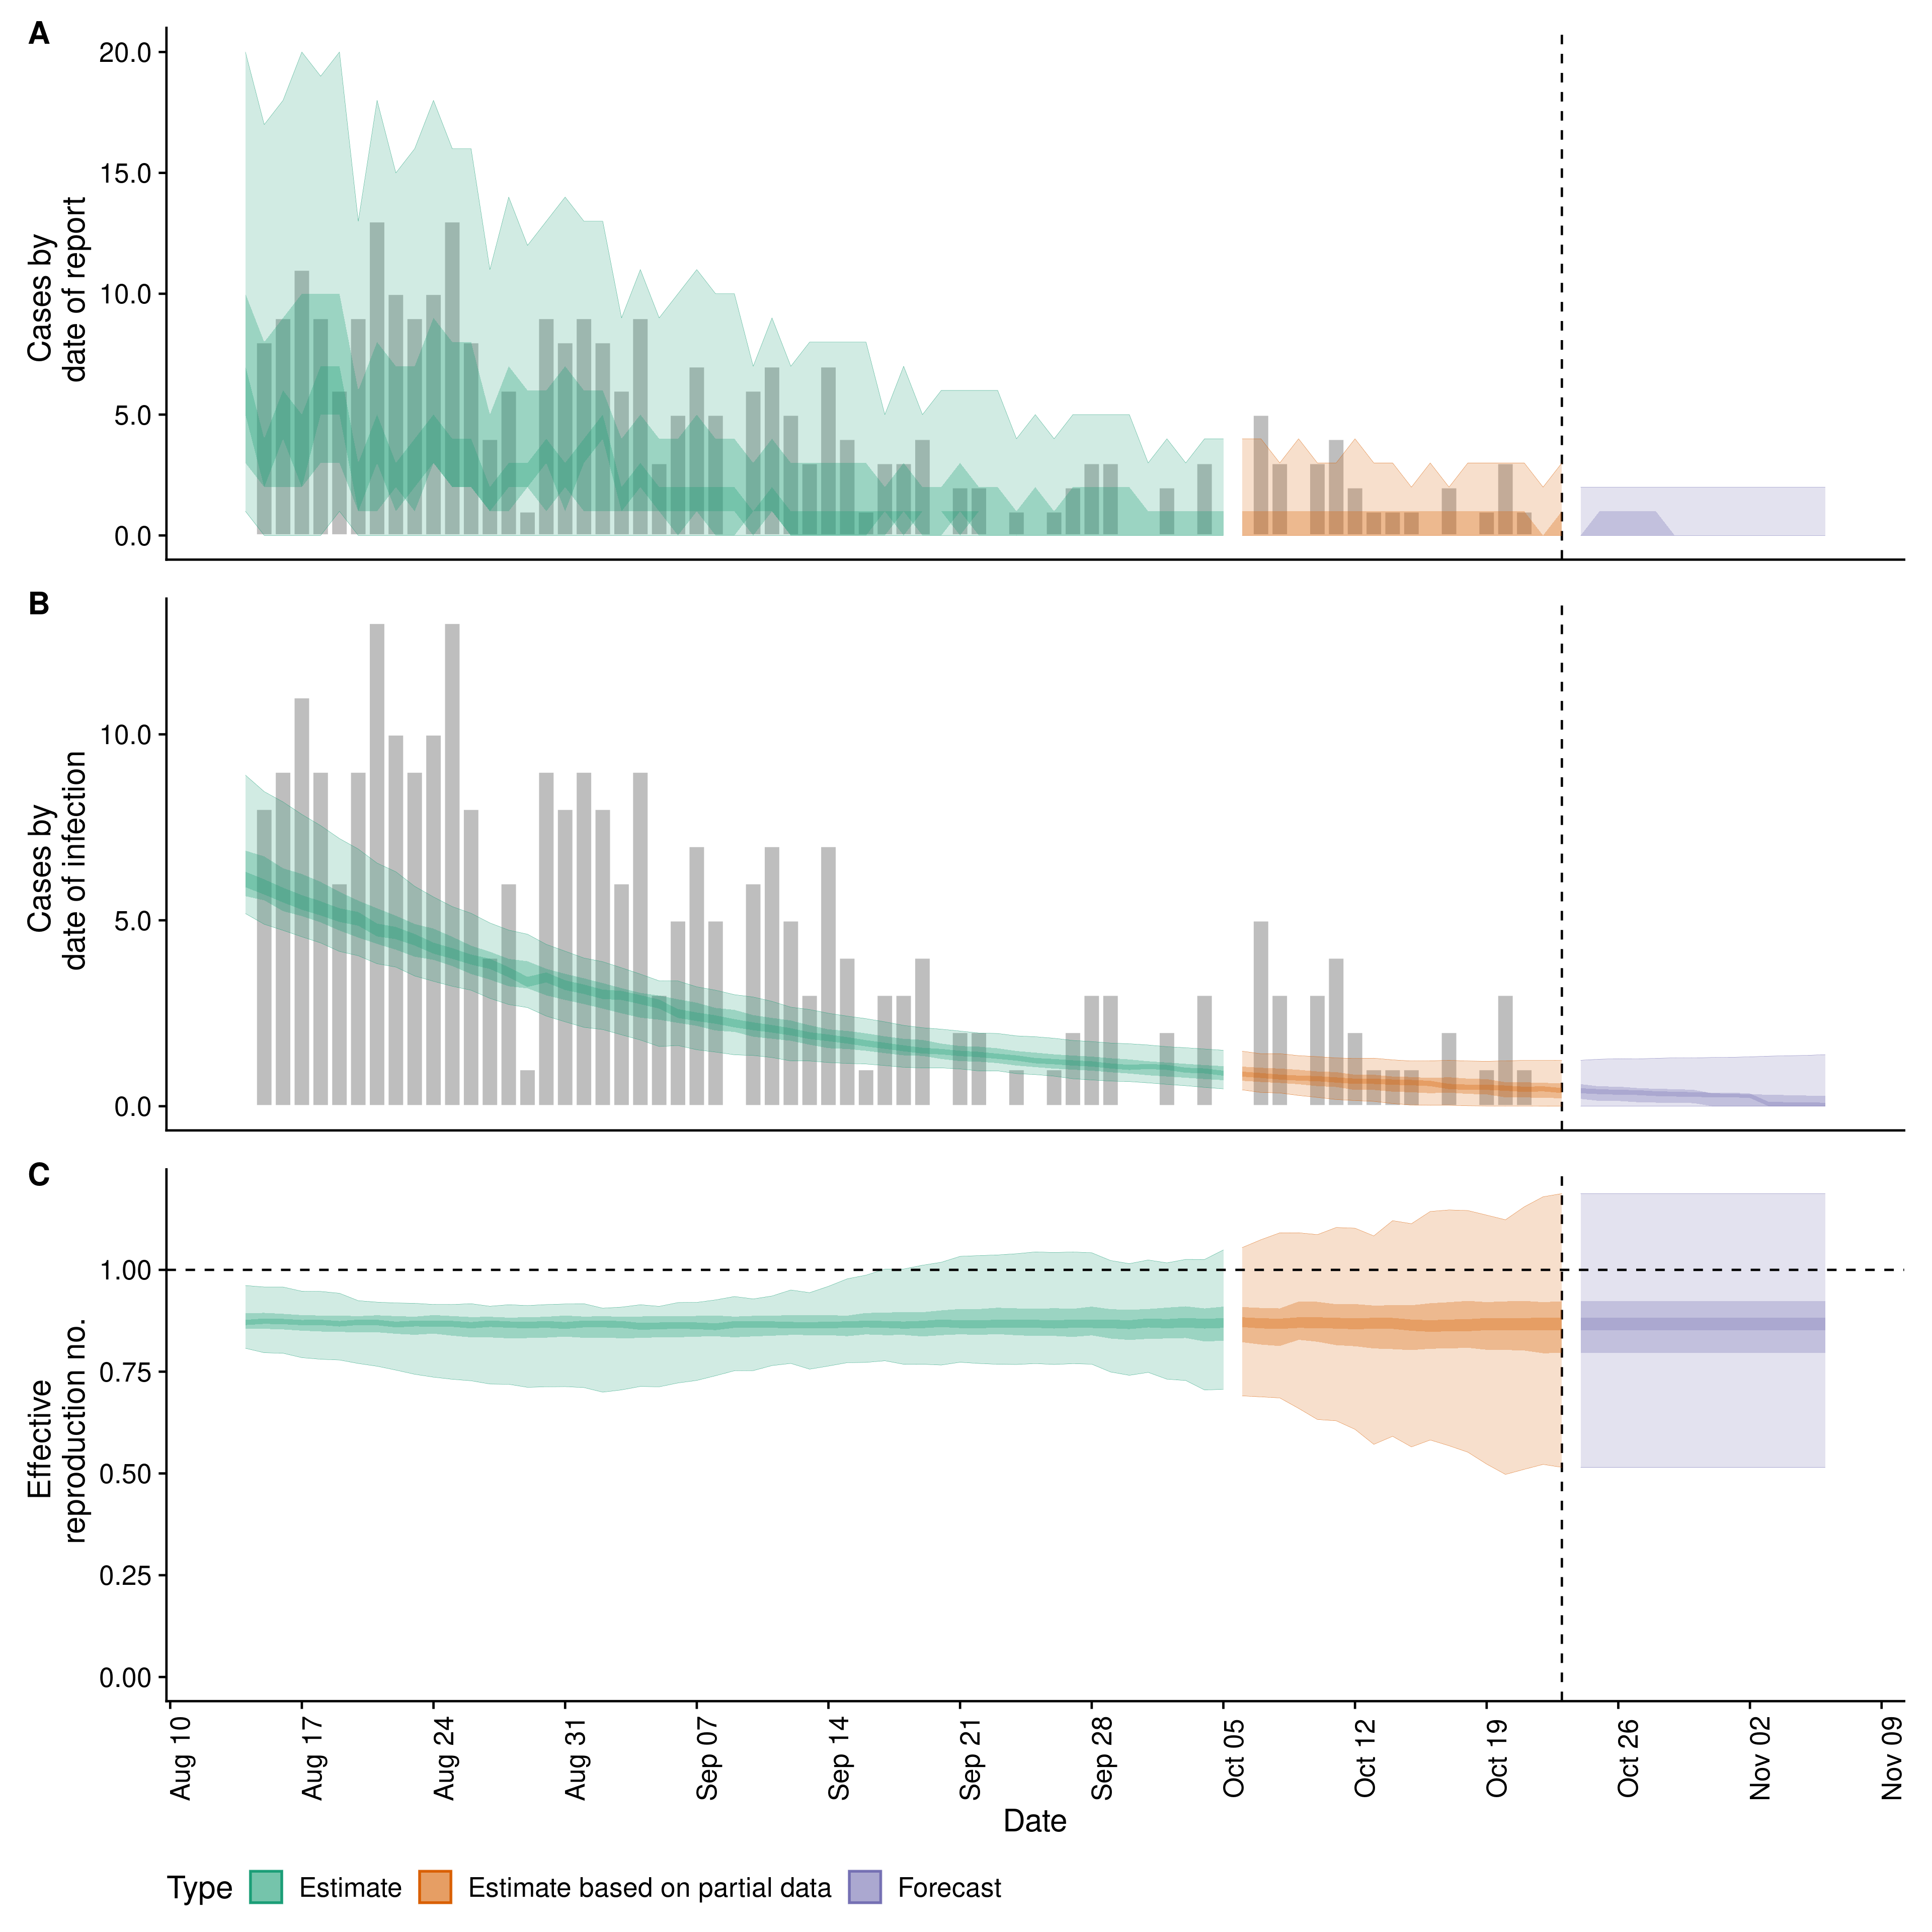 A
20.0
15.0
10.0
5.0
0.0
Cases by
date of report
B
10.0
5.0
0.0
Cases by
date of infection
C
1.00
0.75
0.50
0.25
0.00
Effective
reproduction no.
Aug 10
Aug 17
Aug 24
Aug 31
Sep 07
Sep 14
Sep 21
Sep 28
Oct 05
Oct 12
Oct 19
Oct 26
Nov 02
Nov 09
Date
Type Estimate Estimate based on partial data Forecast